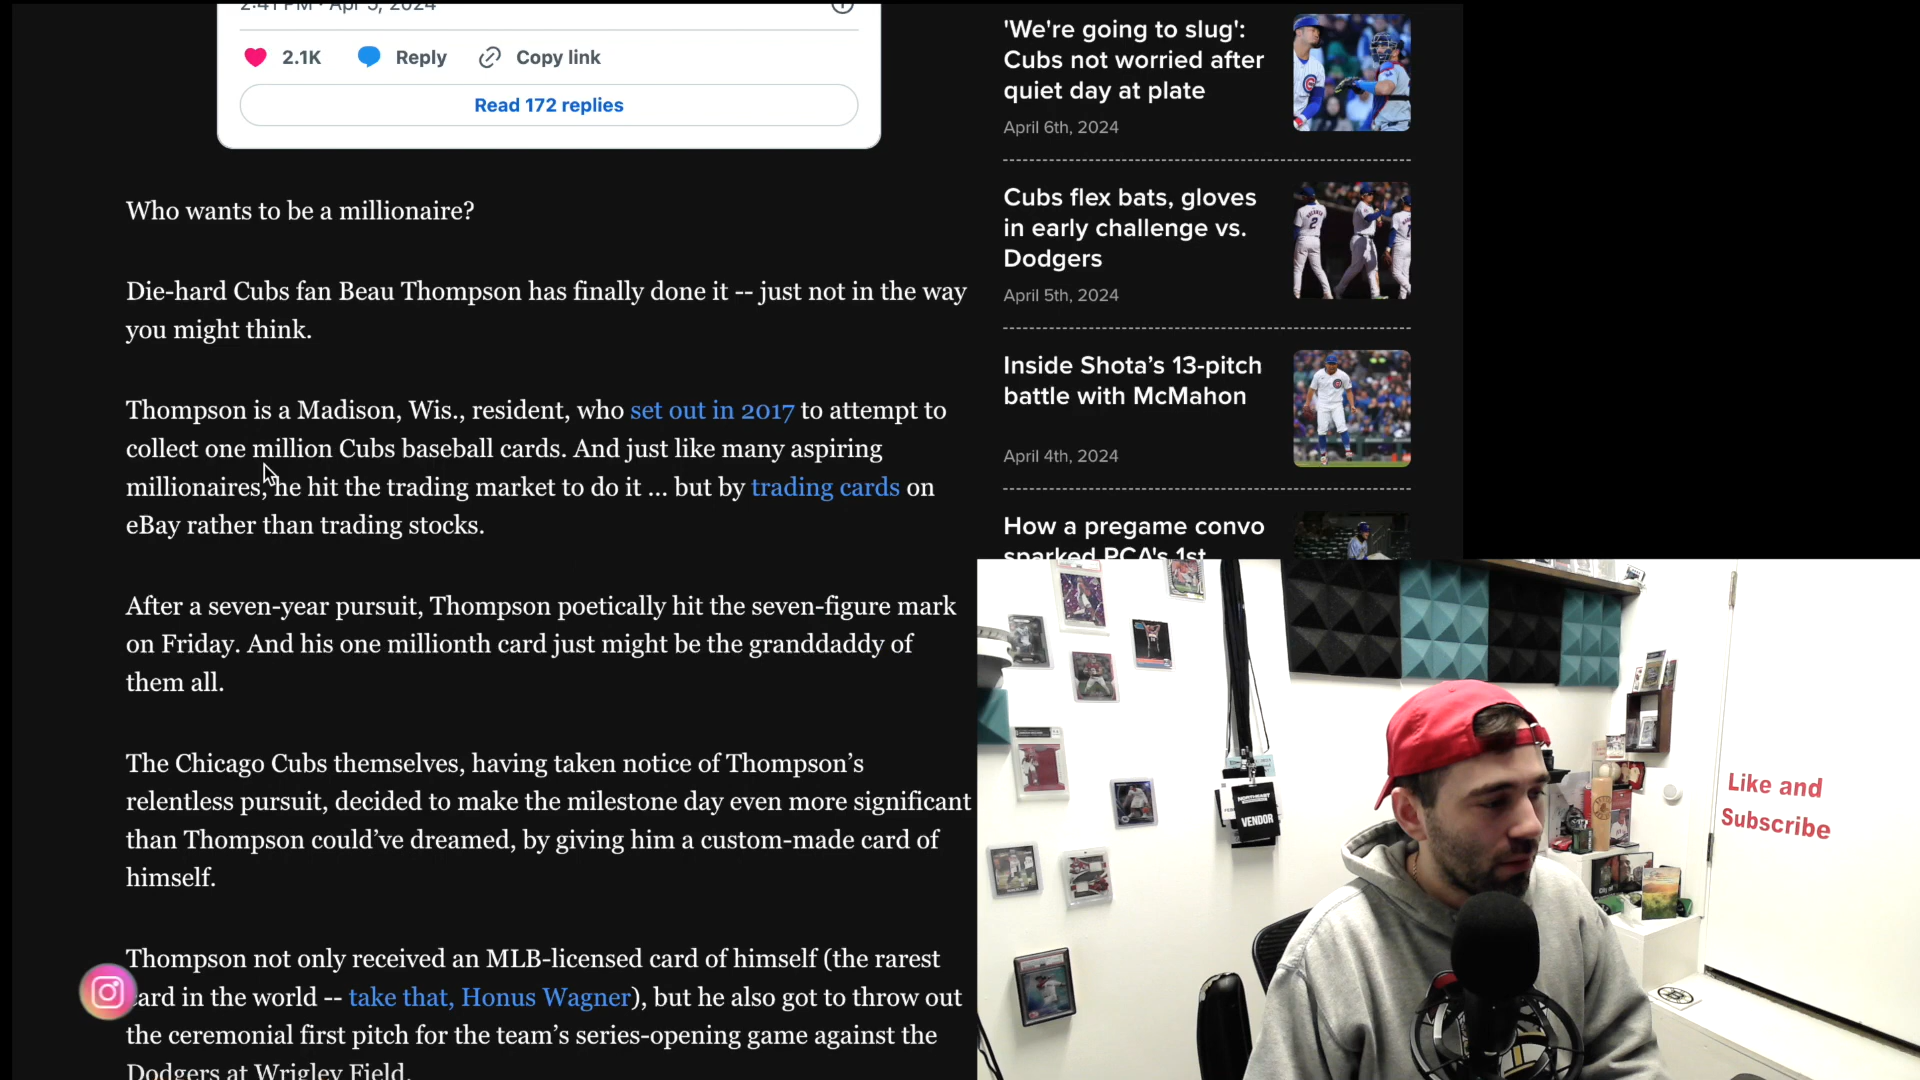 2:41 PM · Apr 5, 2024
2.1K
Reply
Copy link
Read 172 replies
Who wants to be a millionaire?
Die-hard Cubs fan Beau Thompson has finally done it -- just not in the way
you might think.
Thompson is a Madison, Wis., resident, who set out in 2017 to attempt to
collect one million Cubs baseball cards. And just like many aspiring
millionaires, he hit the trading market to do it ... but by trading cards on
eBay rather than trading stocks.
After a seven-year pursuit, Thompson poetically hit the seven-figure mark
on Friday. And his one millionth card just might be the granddaddy of
them all.
The Chicago Cubs themselves, having taken notice of Thompson's
relentless pursuit, decided to make the milestone day even more significant
than Thompson could've dreamed, by giving him a custom-made card of
himself.
Thompson not only received an MLB-licensed card of himself (the rarest
card in the world -- take that, Honus Wagner), but he also got to throw out
the ceremonial first pitch for the team's series-opening game against the
Dodgers at Wrigley Field.
'We're going to slug':
Cubs not worried after
quiet day at plate
April 6th, 2024
Cubs flex bats, gloves
in early challenge vs.
Dodgers
April 5th, 2024
Inside Shota's 13-pitch
battle with McMahon
April 4th, 2024
How a pregame convo
sparked PCA's 1st
VENDOR
Like and
Subscribe